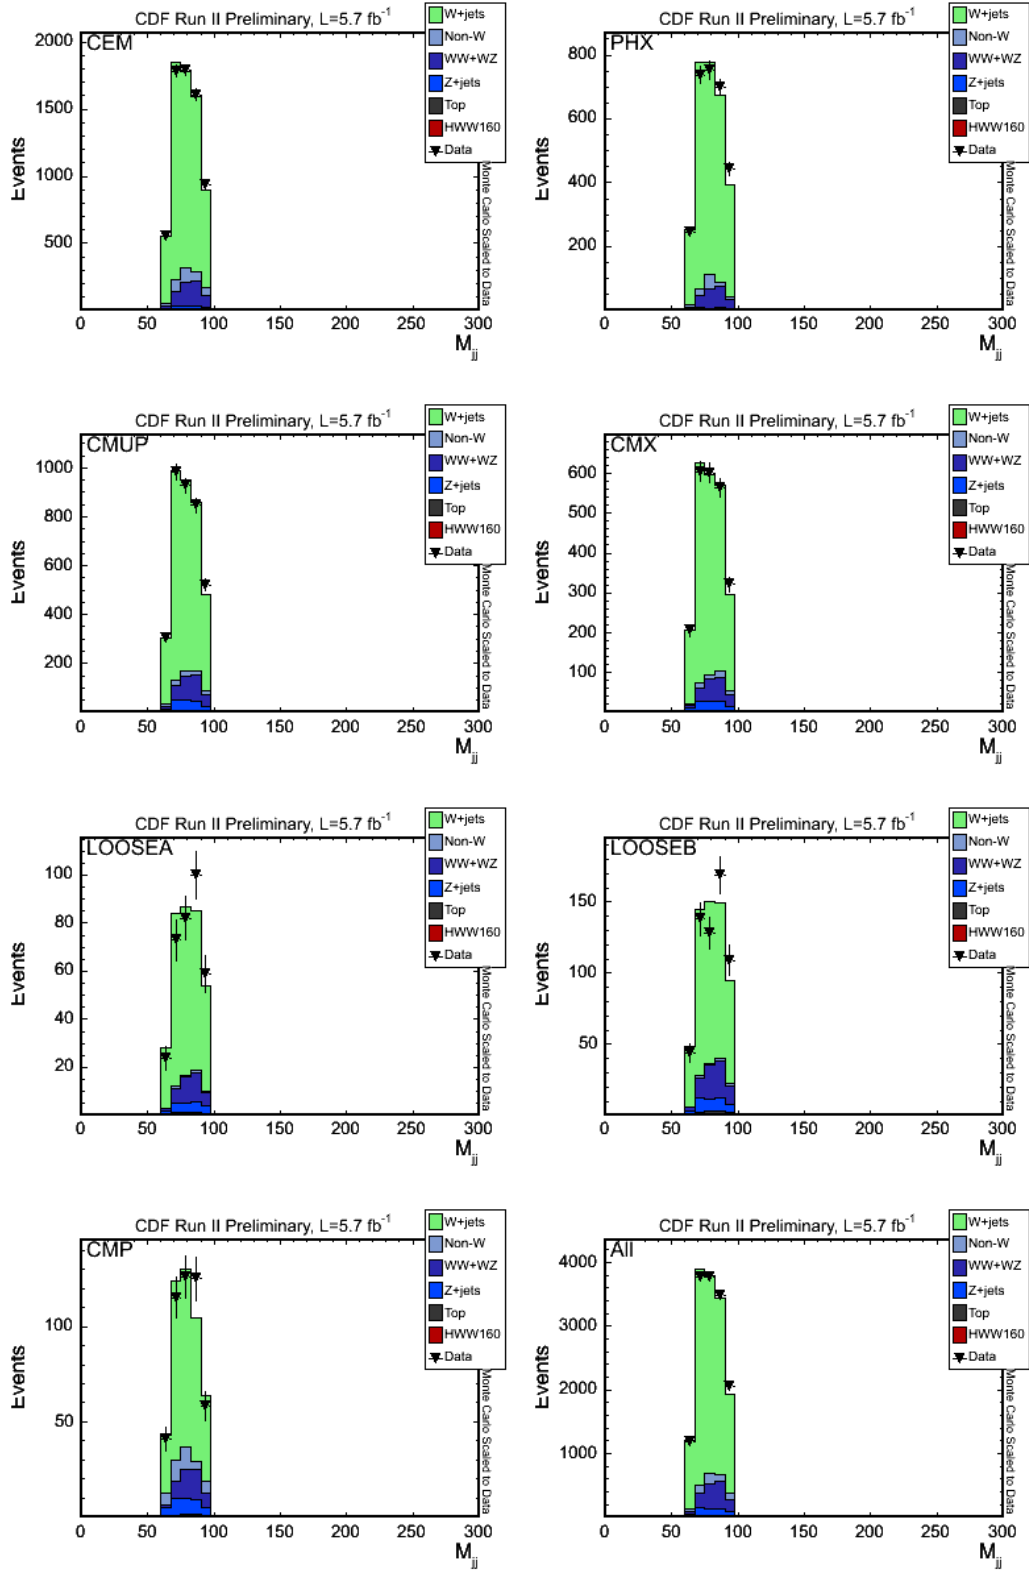 CDF Run II Preliminary, L=5.7 fb⁻¹
CEM
Events
2000
1500
1000
500
0 50 100 150 200 250 300
M_jj
W+jets
Non-W
WW+WZ
Z+jets
Top
HWW160
Data
Monte Carlo Scaled to Data
CDF Run II Preliminary, L=5.7 fb⁻¹
PHX
Events
800
600
400
200
0 50 100 150 200 250 300
M_jj
W+jets
Non-W
WW+WZ
Z+jets
Top
HWW160
Data
Monte Carlo Scaled to Data
CDF Run II Preliminary, L=5.7 fb⁻¹
CMUP
Events
1000
800
600
400
200
0 50 100 150 200 250 300
M_jj
W+jets
Non-W
WW+WZ
Z+jets
Top
HWW160
Data
Monte Carlo Scaled to Data
CDF Run II Preliminary, L=5.7 fb⁻¹
CMX
Events
600
500
400
300
200
100
0 50 100 150 200 250 300
M_jj
W+jets
Non-W
WW+WZ
Z+jets
Top
HWW160
Data
Monte Carlo Scaled to Data
CDF Run II Preliminary, L=5.7 fb⁻¹
LOOSEA
Events
100
80
60
40
20
0 50 100 150 200 250 300
M_jj
W+jets
Non-W
WW+WZ
Z+jets
Top
HWW160
Data
Monte Carlo Scaled to Data
CDF Run II Preliminary, L=5.7 fb⁻¹
LOOSEB
Events
150
100
50
0 50 100 150 200 250 300
M_jj
W+jets
Non-W
WW+WZ
Z+jets
Top
HWW160
Data
Monte Carlo Scaled to Data
CDF Run II Preliminary, L=5.7 fb⁻¹
CMP
Events
100
50
0 50 100 150 200 250 300
M_jj
W+jets
Non-W
WW+WZ
Z+jets
Top
HWW160
Data
Monte Carlo Scaled to Data
CDF Run II Preliminary, L=5.7 fb⁻¹
All
Events
4000
3000
2000
1000
0 50 100 150 200 250 300
M_jj
W+jets
Non-W
WW+WZ
Z+jets
Top
HWW160
Data
Monte Carlo Scaled to Data